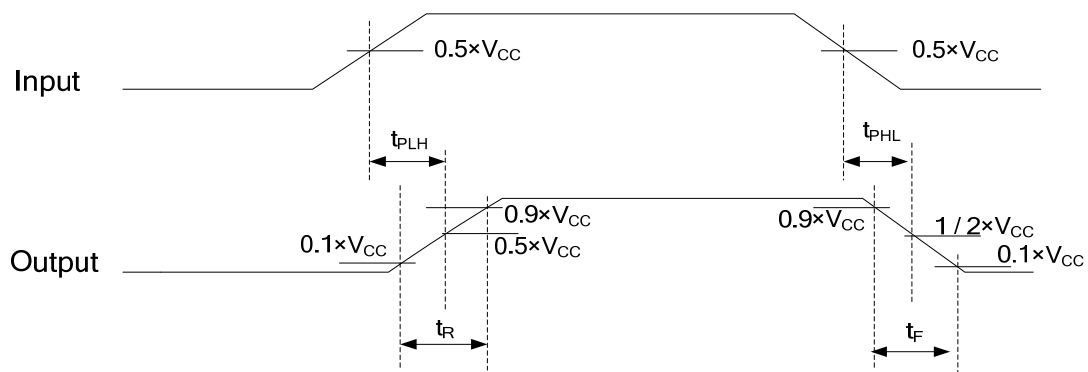 0.5×VCC 0.5×VCC
Input
tPLH tPHL
0.9×VCC 0.9×VCC 1/2×VCC
0.1×VCC 0.5×VCC 0.1×VCC
Output
tR tF